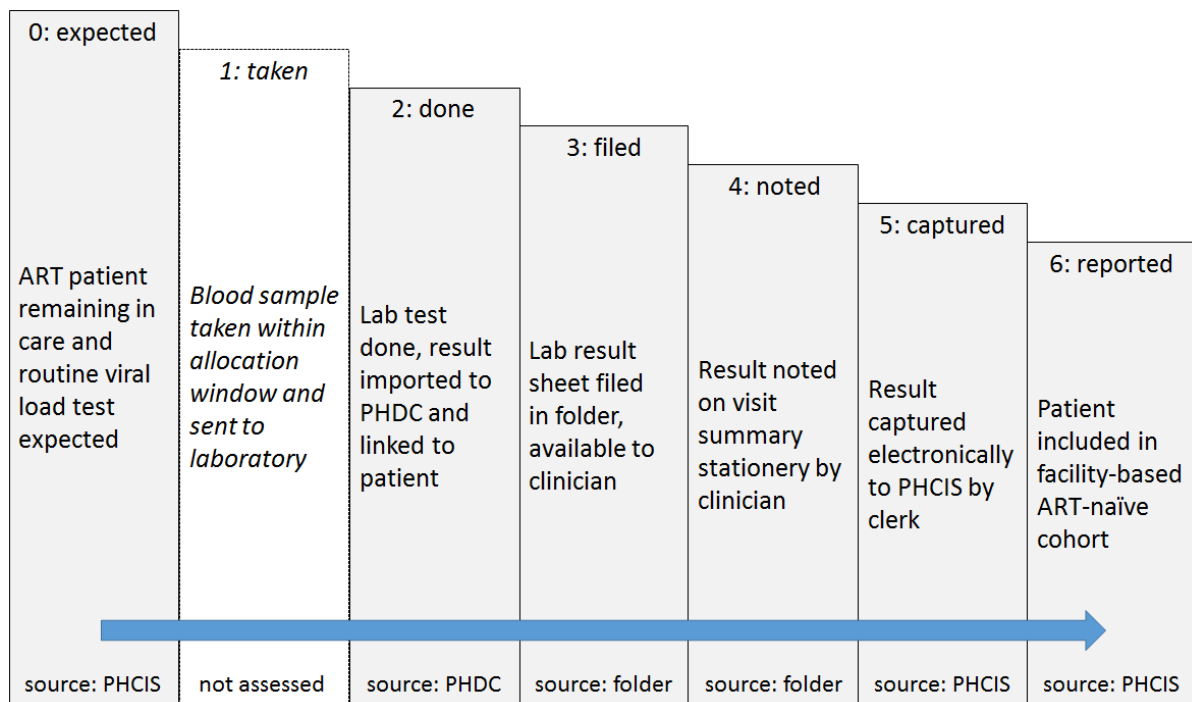 0: expected
ART patient
remaining in
care and
routine viral
load test
expected
source: PHCIS
1: taken
Blood sample
taken within
allocation
window and
sent to
laboratory
not assessed
2: done
Lab test
done, result
imported to
PHDC and
linked to
patient
source: PHDC
3: filed
Lab result
sheet filed
in folder,
available to
clinician
source: folder
4: noted
Result noted
on visit
summary
stationery by
clinician
source: folder
5: captured
Result
captured
electronically
to PHCIS by
clerk
source: PHCIS
6: reported
Patient
included in
facility-based
ART-naïve
cohort
source: PHCIS